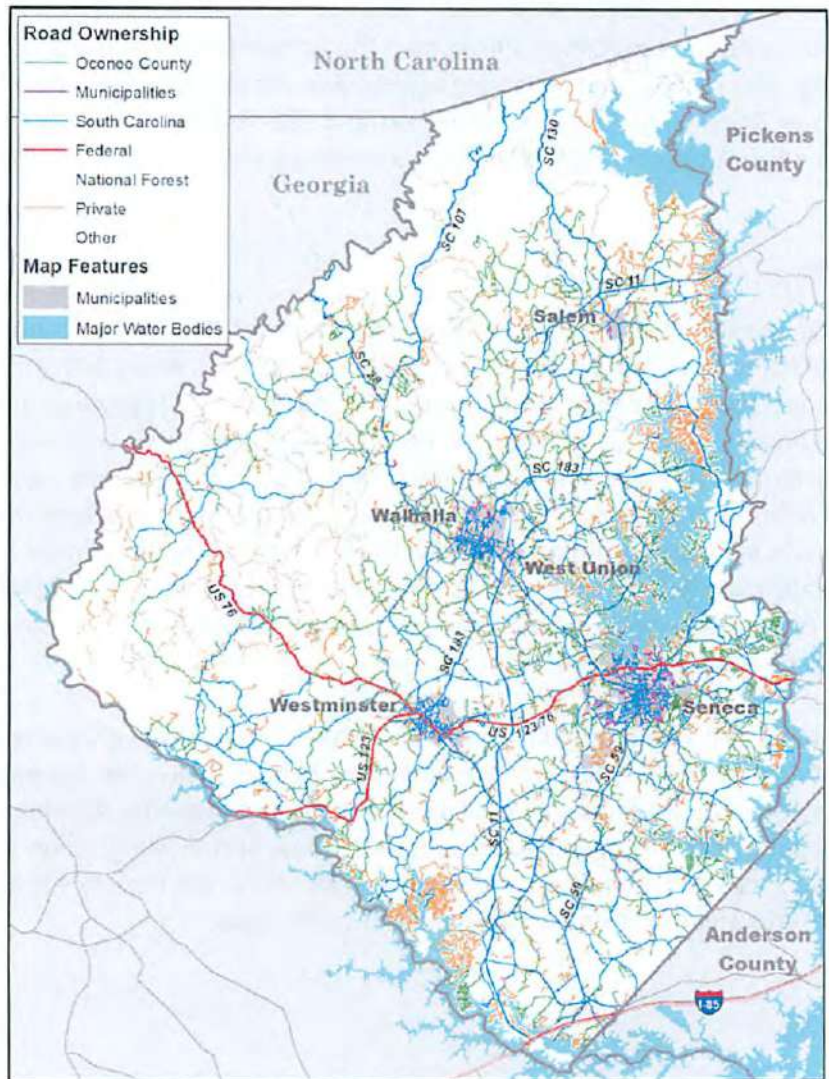 Road Ownership
Oconee County
Municipalities
South Carolina
Federal
National Forest
Private
Other
Map Features
Municipalities
Major Water Bodies
North Carolina
Georgia
Pickens
County
SC 130
SC 107
SC 11
Salem
SC 28
SC 183
Walhalla
West Union
US 76
SC 183
Westminster
US 123/76
Seneca
US 123
SC 59
SC 11
SC 59
Anderson
County
I-85